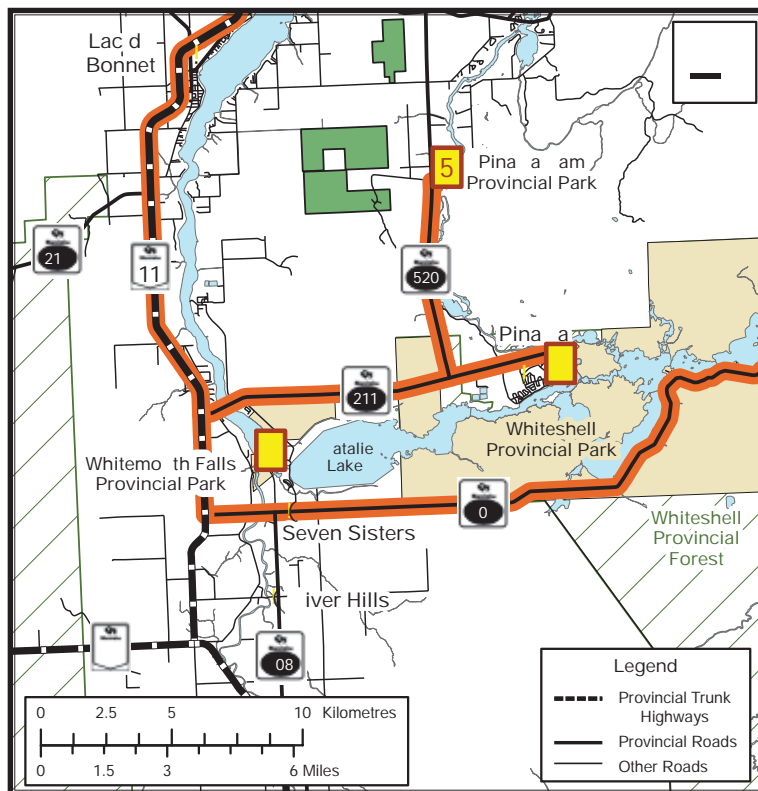 Lac d
Bonnet
5
Pina a am
Provincial Park
21
11
520
Pina a
211
Whiteshell
Provincial Park
atalie
Lake
Whitemo th Falls
Provincial Park
0
Seven Sisters
Whiteshell
Provincial
Forest
iver Hills
08
Legend
Provincial Trunk
Highways
Provincial Roads
Other Roads
0 2.5 5 10 Kilometres
0 1.5 3 6 Miles